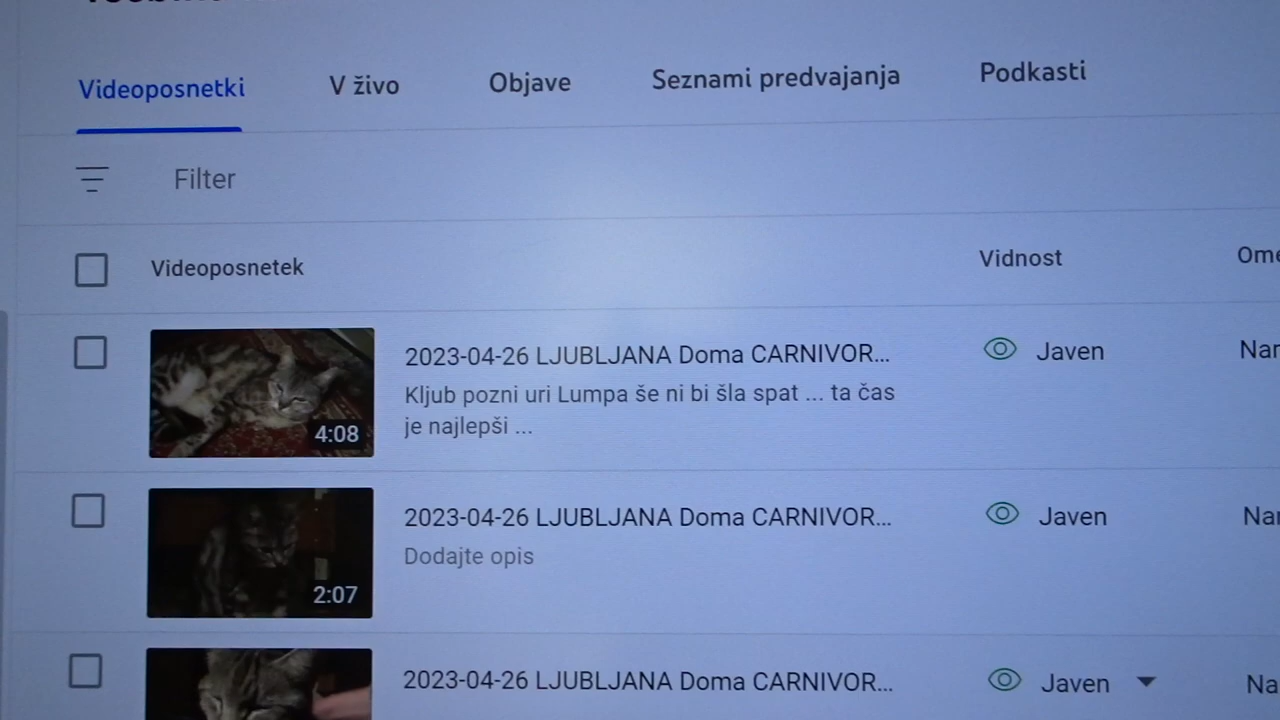 Videoposnetki V živo Objave Seznami predvajanja Podkasti
Filter
Videoposnetek Vidnost
2023-04-26 LJUBLJANA Doma CARNIVOR... Javen
Kljub pozni uri Lumpa še ni bi šla spat ... ta čas
je najlepši ...
4:08
2023-04-26 LJUBLJANA Doma CARNIVOR... Javen
Dodajte opis
2:07
2023-04-26 LJUBLJANA Doma CARNIVOR... Javen